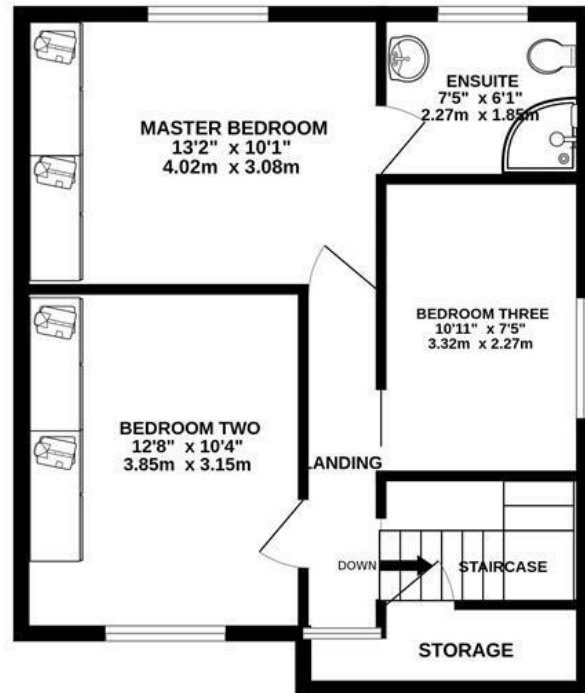 MASTER BEDROOM
13'2" x 10'1"
4.02m x 3.08m
ENSUITE
7'5" x 6'1"
2.27m x 1.85m
BEDROOM THREE
10'11" x 7'5"
3.32m x 2.27m
BEDROOM TWO
12'8" x 10'4"
3.85m x 3.15m
LANDING
DOWN
STAIRCASE
STORAGE